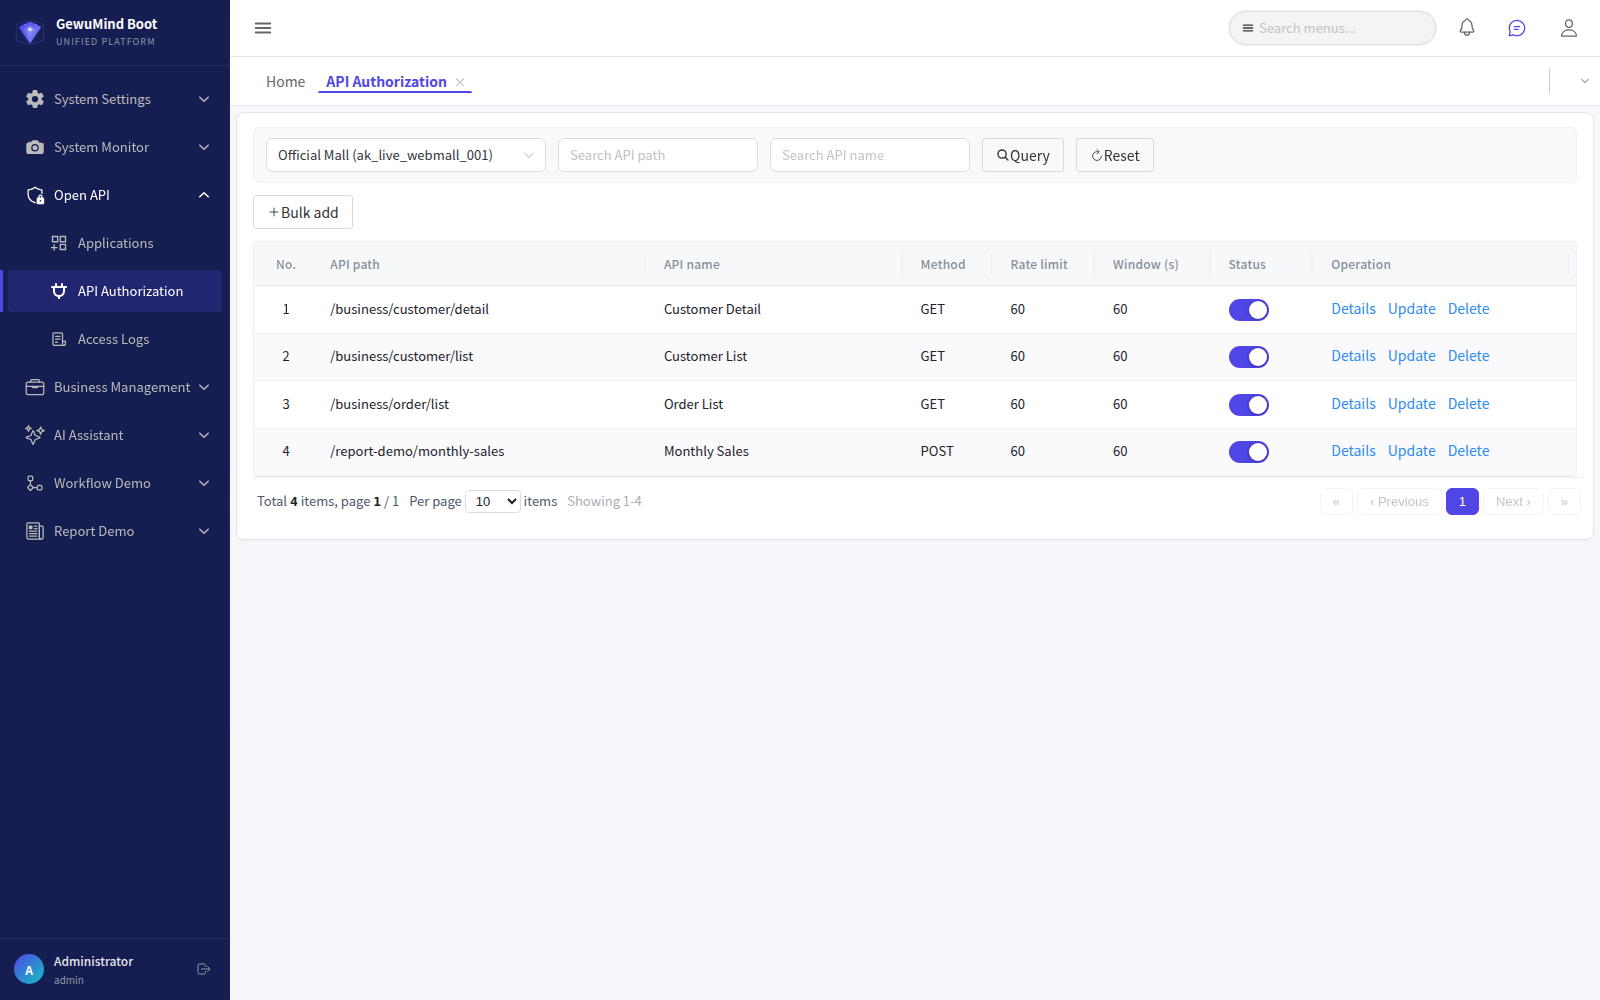 GewuMind Boot
UNIFIED PLATFORM
System Settings
System Monitor
Open API
Applications
API Authorization
Access Logs
Business Management
AI Assistant
Workflow Demo
Report Demo
A
Administrator
admin
Search menus...
Home
API Authorization
Official Mall (ak_live_webmall_001)
Search API path
Search API name
Query
Reset
+ Bulk add
No. API path API name Method Rate limit Window (s) Status Operation
1 /business/customer/detail Customer Detail GET 60 60 Details Update Delete
2 /business/customer/list Customer List GET 60 60 Details Update Delete
3 /business/order/list Order List GET 60 60 Details Update Delete
4 /report-demo/monthly-sales Monthly Sales POST 60 60 Details Update Delete
Total 4 items, page 1 / 1 Per page 10 items Showing 1-4
« ‹ Previous 1 Next › »